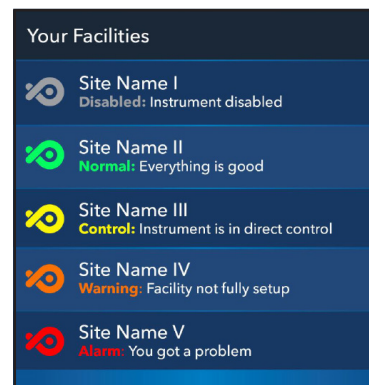 Your Facilities
Site Name I
Disabled: Instrument disabled
Site Name II
Normal: Everything is good
Site Name III
Control: Instrument is in direct control
Site Name IV
Warning: Facility not fully setup
Site Name V
Alarm: You got a problem